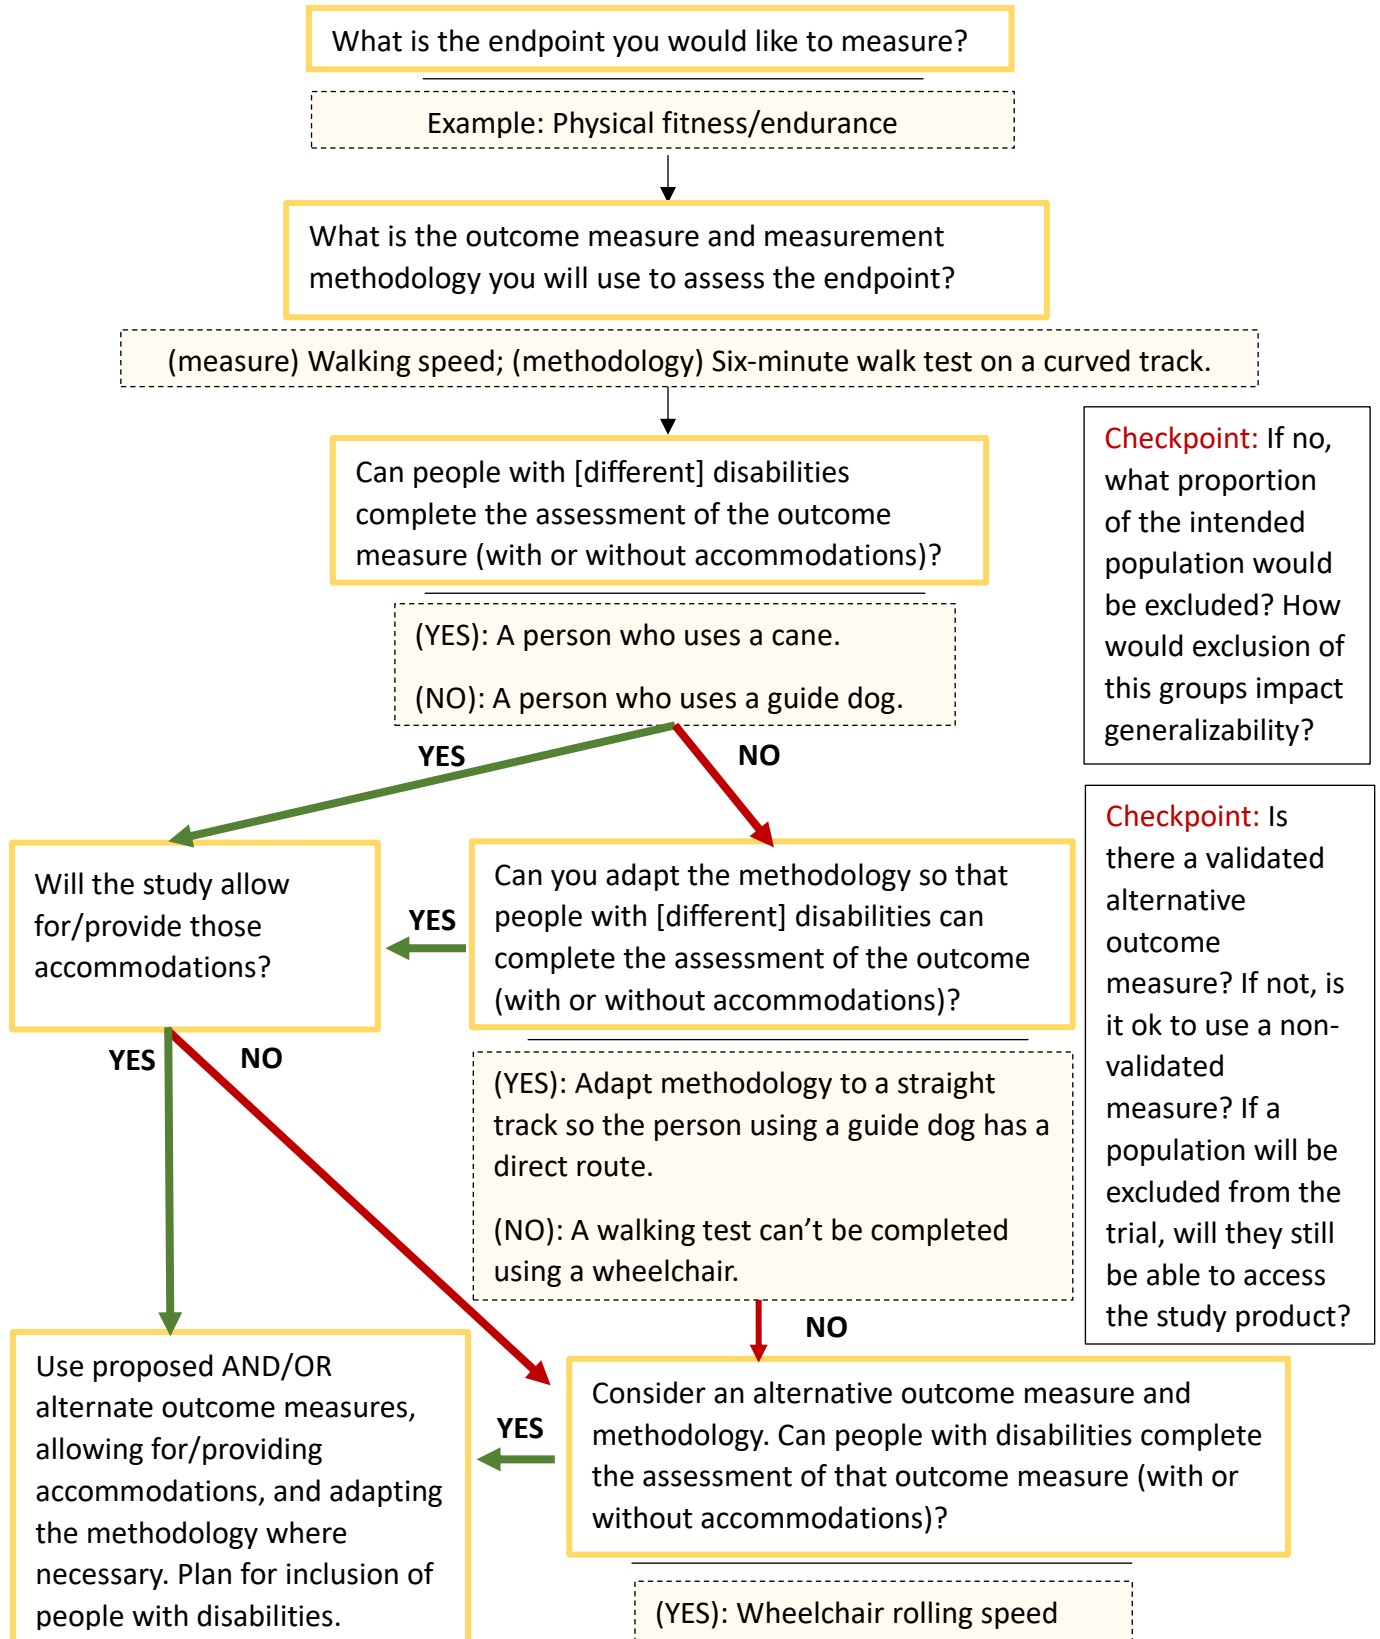 What is the endpoint you would like to measure?
Example: Physical fitness/endurance
What is the outcome measure and measurement
methodology you will use to assess the endpoint?
(measure) Walking speed; (methodology) Six-minute walk test on a curved track.
Can people with [different] disabilities
complete the assessment of the outcome
measure (with or without accommodations)?
(YES): A person who uses a cane.
(NO): A person who uses a guide dog.
Checkpoint: If no,
what proportion
of the intended
population would
be excluded? How
would exclusion of
this groups impact
generalizability?
YES
NO
Will the study allow
for/provide those
accommodations?
YES
Can you adapt the methodology so that
people with [different] disabilities can
complete the assessment of the outcome
(with or without accommodations)?
Checkpoint: Is
there a validated
alternative
outcome
measure? If not, is
it ok to use a non-
validated
measure? If a
population will be
excluded from the
trial, will they still
be able to access
the study product?
YES
NO
(YES): Adapt methodology to a straight
track so the person using a guide dog has a
direct route.
(NO): A walking test can’t be completed
using a wheelchair.
NO
Use proposed AND/OR
alternate outcome measures,
allowing for/providing
accommodations, and adapting
the methodology where
necessary. Plan for inclusion of
people with disabilities.
YES
Consider an alternative outcome measure and
methodology. Can people with disabilities complete
the assessment of that outcome measure (with or
without accommodations)?
(YES): Wheelchair rolling speed